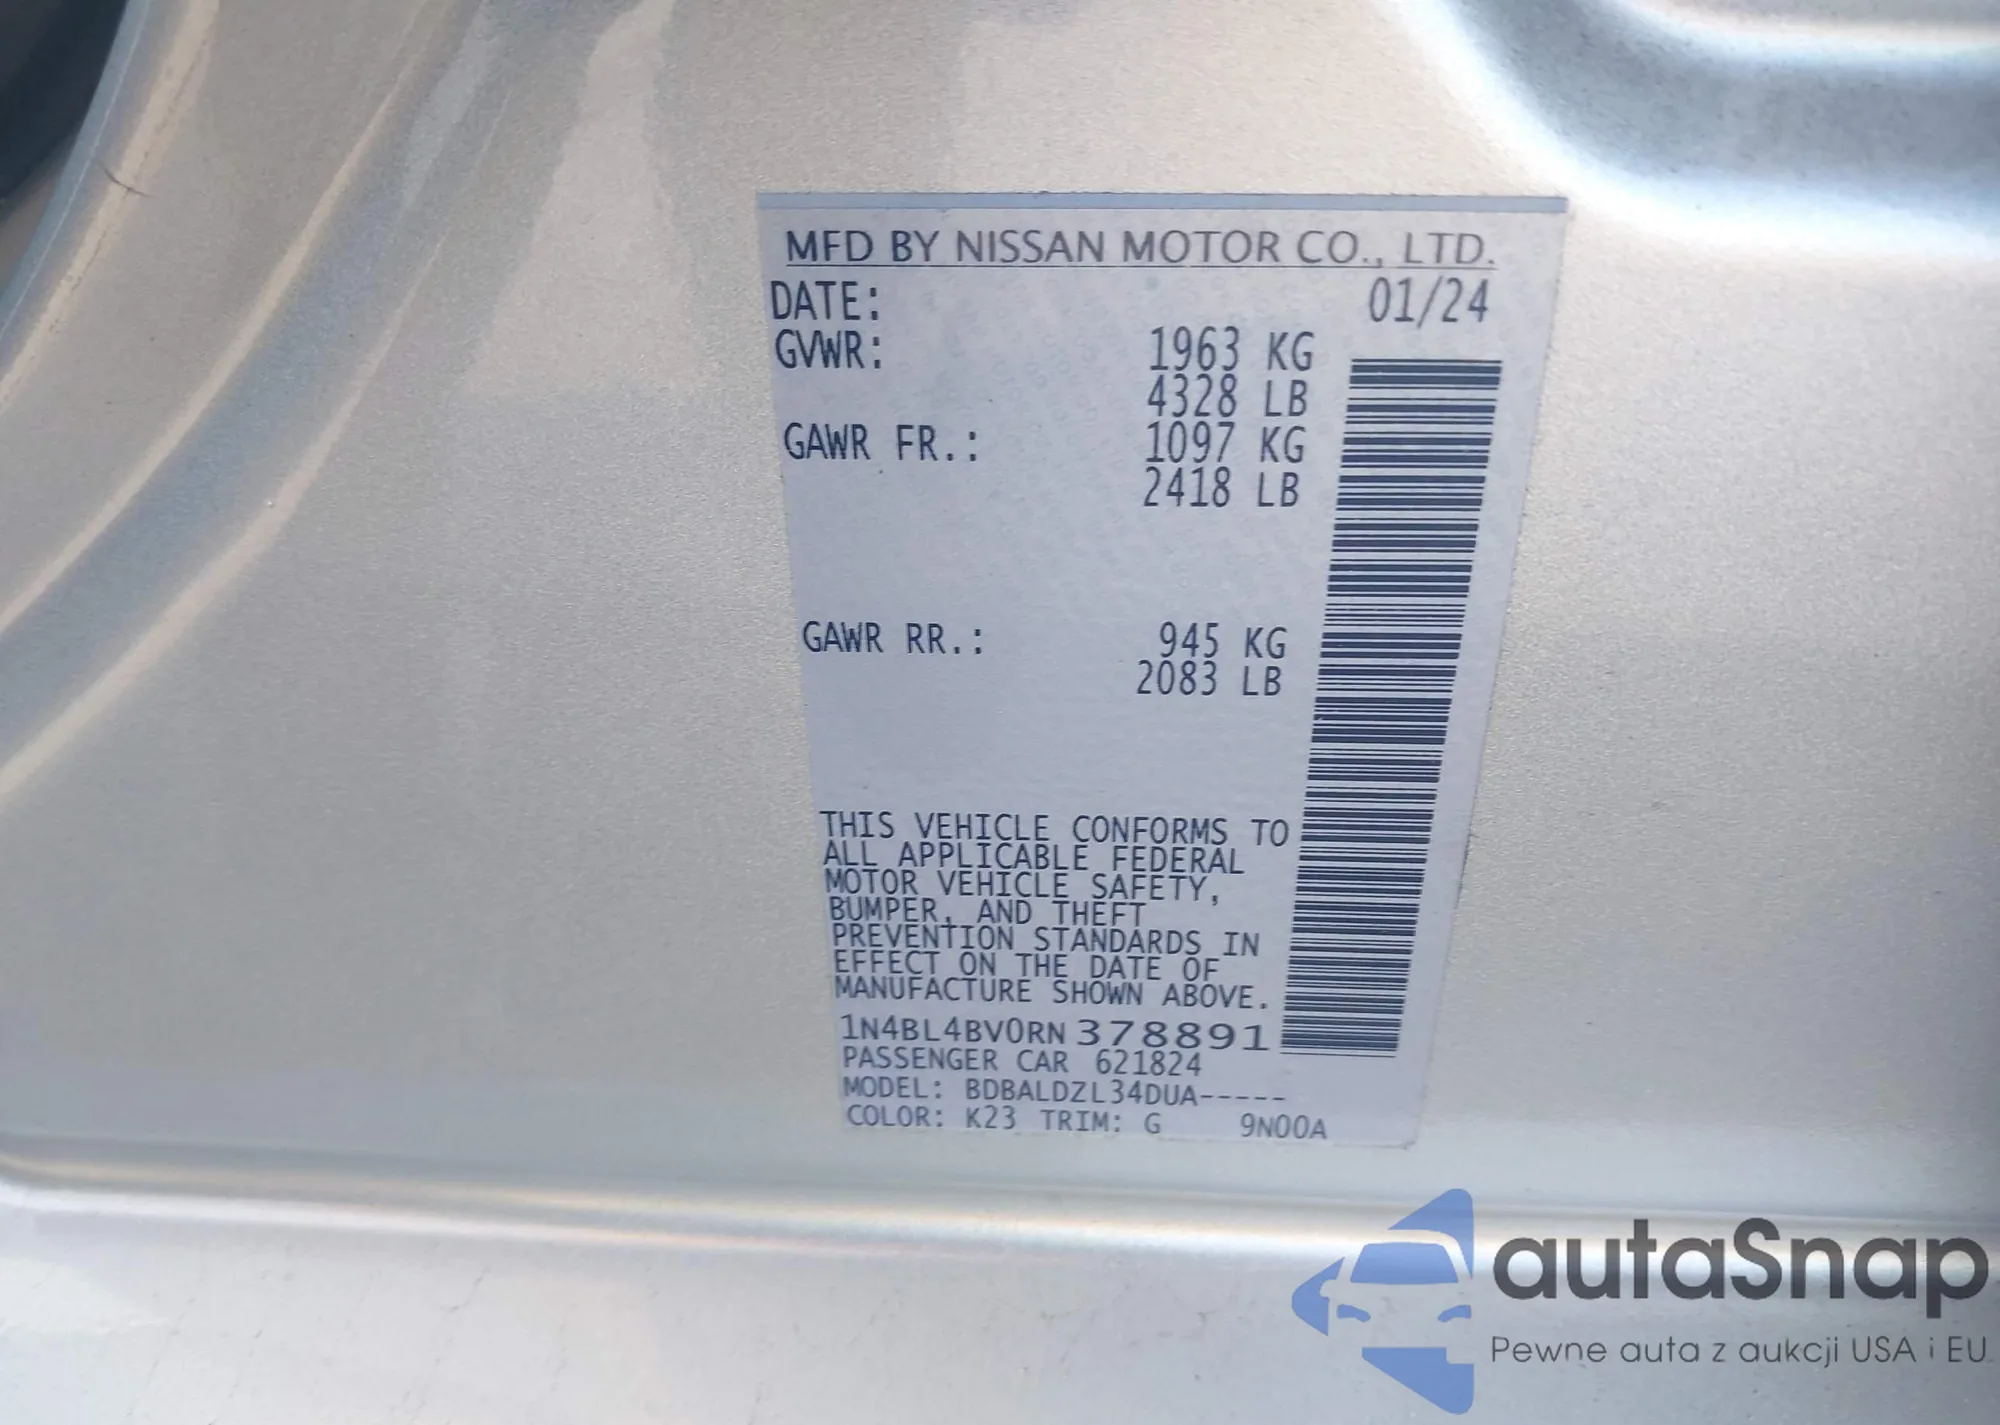 MFD BY NISSAN MOTOR CO., LTD.
DATE: 01/24
GVWR: 1963 KG
4328 LB
GAWR FR.: 1097 KG
2418 LB
GAWR RR.: 945 KG
2083 LB
THIS VEHICLE CONFORMS TO
ALL APPLICABLE FEDERAL
MOTOR VEHICLE SAFETY,
BUMPER, AND THEFT
PREVENTION STANDARDS IN
EFFECT ON THE DATE OF
MANUFACTURE SHOWN ABOVE.
1N4BL4BV0RN378891
PASSENGER CAR 621824
MODEL: BDBALDZL34DUA-----
COLOR: K23 TRIM: G 9N00A
autaSnap
Pewne auta z aukcji USA i EU